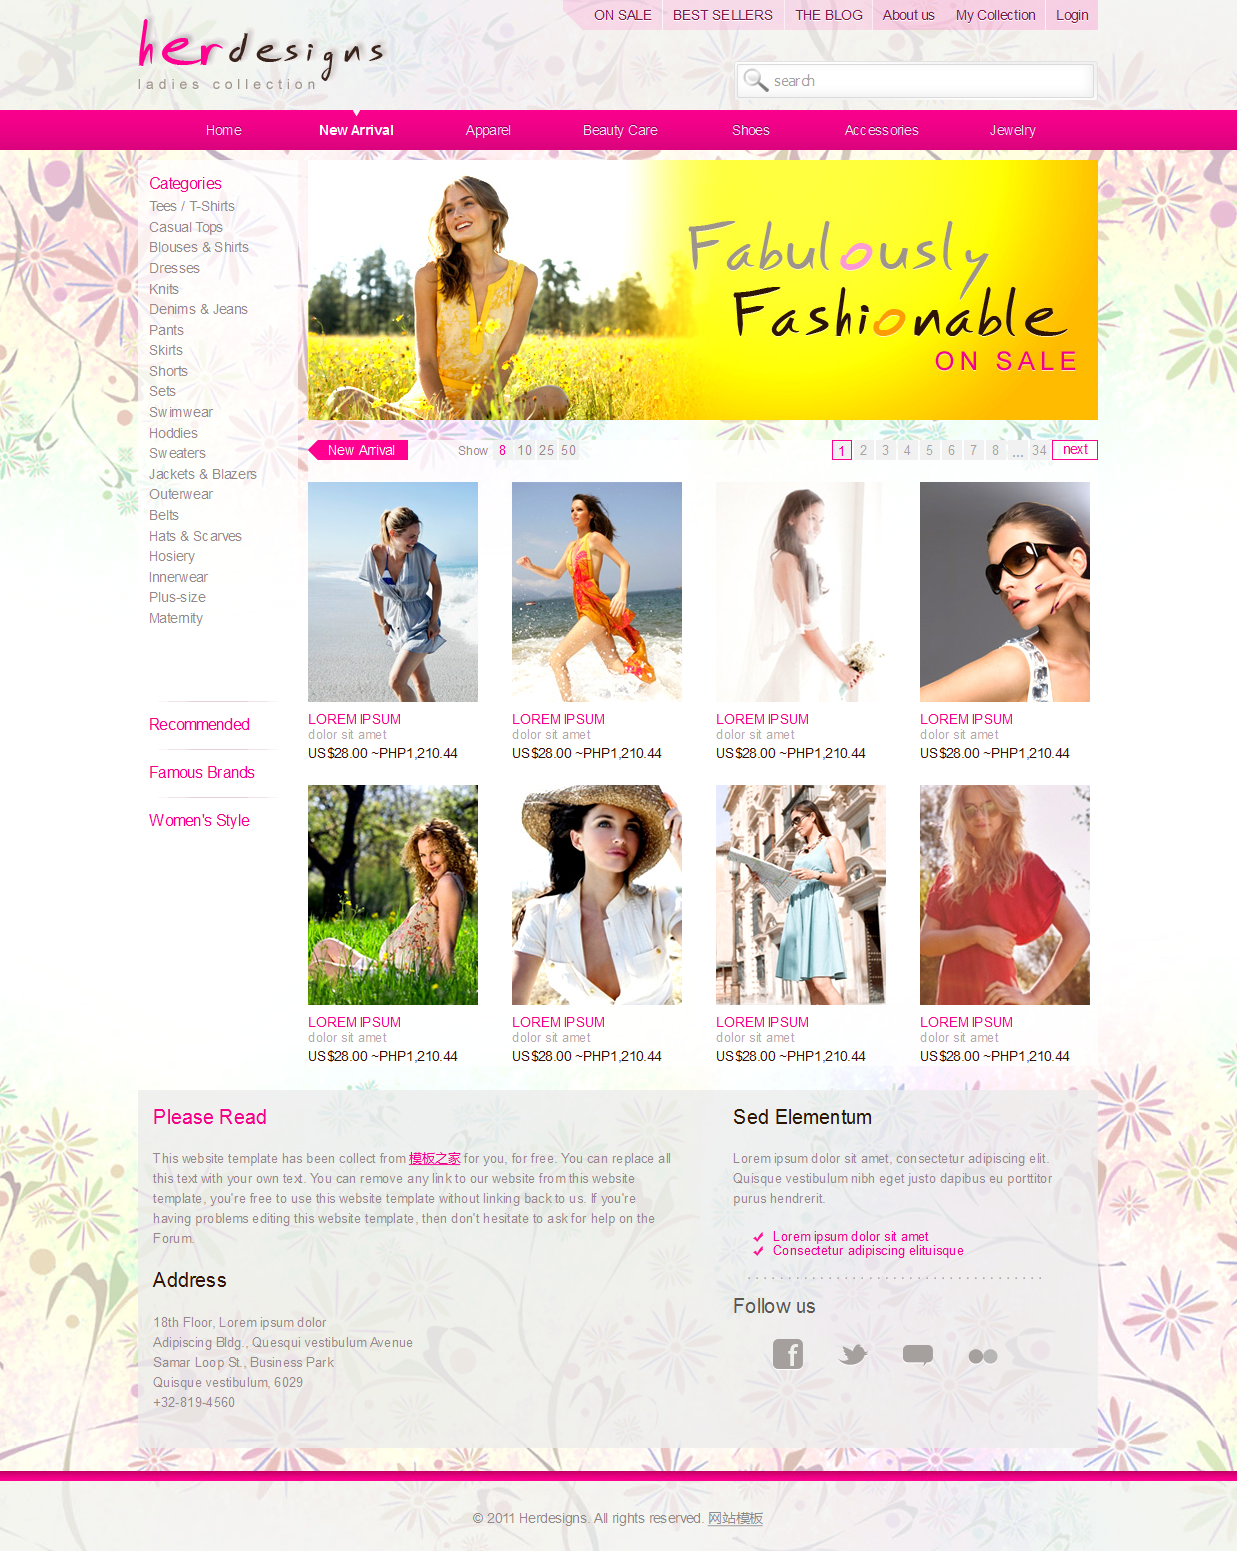 ON SALE BEST SELLERS THE BLOG About us My Collection Login
herdesigns
ladies collection
search
Home New Arrival Apparel Beauty Care Shoes Accessories Jewelry
Categories
Tees / T-Shirts
Casual Tops
Blouses & Shirts
Dresses
Knits
Denims & Jeans
Pants
Skirts
Shorts
Sets
Swimwear
Hoddies
Sweaters
Jackets & Blazers
Outerwear
Belts
Hats & Scarves
Hosiery
Innerwear
Plus-size
Maternity
Recommended
Famous Brands
Women's Style
Fabulously
Fashionable
ON SALE
New Arrival Show 8 10 25 50 1 2 3 4 5 6 7 8 ... 34 next
LOREM IPSUM LOREM IPSUM LOREM IPSUM LOREM IPSUM
dolor sit amet dolor sit amet dolor sit amet dolor sit amet
US$28.00 ~PHP1,210.44 US$28.00 ~PHP1,210.44 US$28.00 ~PHP1,210.44 US$28.00 ~PHP1,210.44
LOREM IPSUM LOREM IPSUM LOREM IPSUM LOREM IPSUM
dolor sit amet dolor sit amet dolor sit amet dolor sit amet
US$28.00 ~PHP1,210.44 US$28.00 ~PHP1,210.44 US$28.00 ~PHP1,210.44 US$28.00 ~PHP1,210.44
Please Read
This website template has been collect from 模板之家 for you, for free. You can replace all
this text with your own text. You can remove any link to our website from this website
template, you're free to use this website template without linking back to us. If you're
having problems editing this website template, then don't hesitate to ask for help on the
Forum.
Address
18th Floor, Lorem ipsum dolor
Adipiscing Bldg., Quesqui vestibulum Avenue
Samar Loop St., Business Park
Quisque vestibulum, 6029
+32-819-4560
Sed Elementum
Lorem ipsum dolor sit amet, consectetur adipiscing elit.
Quisque vestibulum nibh eget justo dapibus eu porttitor
purus hendrerit.
Lorem ipsum dolor sit amet
Consectetur adipiscing elituisque
Follow us
© 2011 Herdesigns. All rights reserved. 网站模板